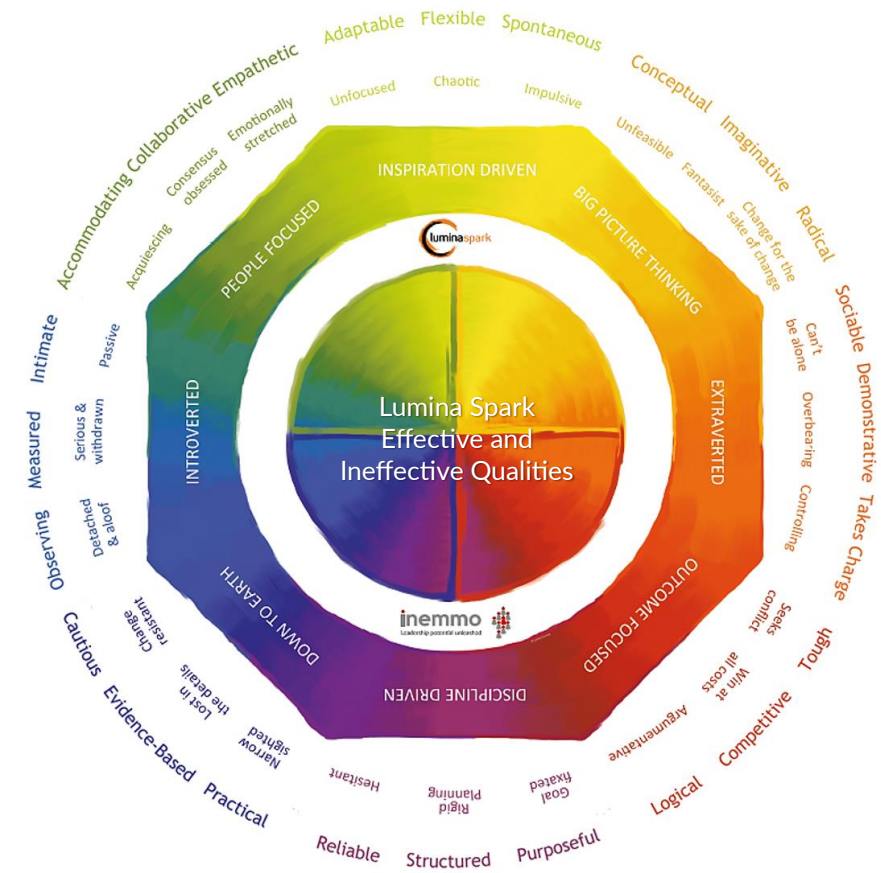 Adaptable Flexible Spontaneous
Unfocused Chaotic Impulsive
INSPIRATION DRIVEN
Conceptual Imaginative Radical
Unfeasible
Fantasist
Change for the
sake of change
BIG PICTURE THINKING
Sociable Demonstrative Takes Charge
Can't
be alone
Overbearing
Controlling
EXTRAVERTED
Tough
Competitive
Logical
Seeks
conflict
Win at
all costs
Argumentative
OUTCOME FOCUSED
Purposeful
Structured
Reliable
Goal
fixated
Rigid
Planning
Hesitant
DISCIPLINE DRIVEN
Cautious Evidence-Based Practical
Narrow
sighted
Lost in
the details
Change
resistant
DOWN TO EARTH
Observing Measured Intimate
Detached
& aloof
Serious &
withdrawn
Passive
INTROVERTED
Accommodating Collaborative Empathetic
Acquiescing
Consensus
obsessed
Emotionally
stretched
PEOPLE FOCUSED
luminaspark
Lumina Spark
Effective and
Ineffective Qualities
inemmo
Leadership potential unleashed